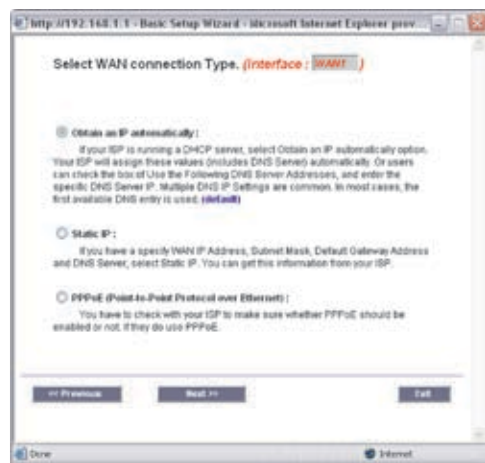 http://192.168.1.1 - Basic Setup Wizard - Microsoft Internet Explorer prov...
Select WAN connection Type. (Interface : WAN1 )
Obtain an IP automatically :
If your ISP is running a DHCP server, select Obtain an IP automatically option.
Your ISP will assign these values (includes DNS Server) automatically. Or users
can check the box of Use the Following DNS Server Addresses, and enter the
specific DNS Server IP. Multiple DNS IP Settings are common. In most cases, the
first available DNS entry is used. (default)
Static IP :
If you have a specify WAN IP Address, Subnet Mask, Default Gateway Address
and DNS Server, select Static IP. You can get this information from your ISP.
PPPoE (Point-to-Point Protocol over Ethernet) :
You have to check with your ISP to make sure whether PPPoE should be
enabled or not. If they do use PPPoE.
<< Previous Next >> Exit
Done Internet